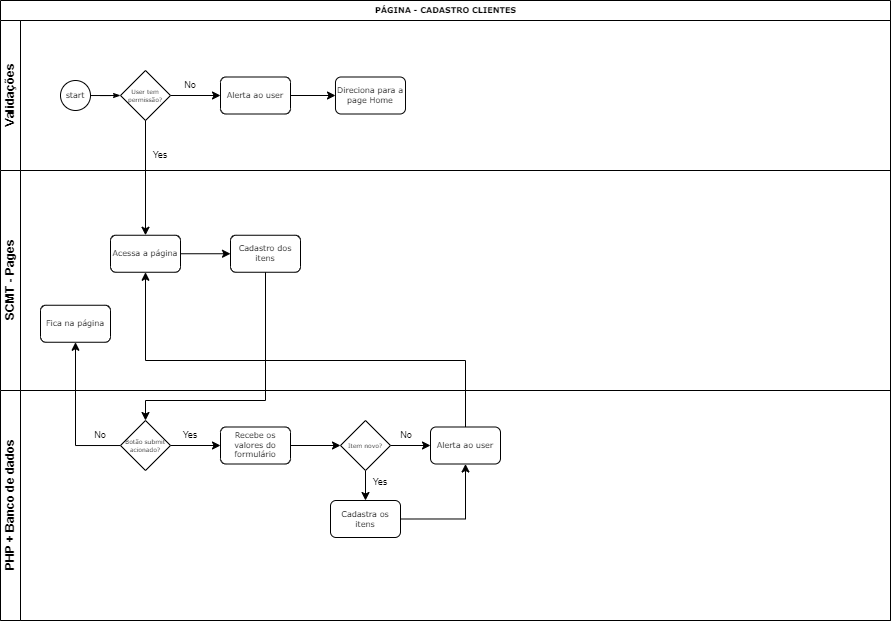 PÁGINA - CADASTRO CLIENTES
Validações
start
User tem
permissão?
No
Alerta ao user
Direciona para a
page Home
Yes
SCMT - Pages
Acessa a página
Cadastro dos
itens
Fica na página
PHP + Banco de dados
No
Botão submit
acionado?
Yes
Recebe os
valores do
formulário
Item novo?
No
Alerta ao user
Yes
Cadastra os
itens